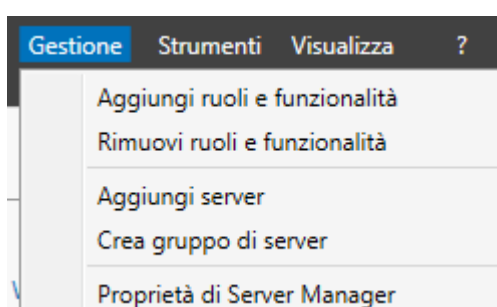 Gestione Strumenti Visualizza ?
Aggiungi ruoli e funzionalità
Rimuovi ruoli e funzionalità
Aggiungi server
Crea gruppo di server
Proprietà di Server Manager